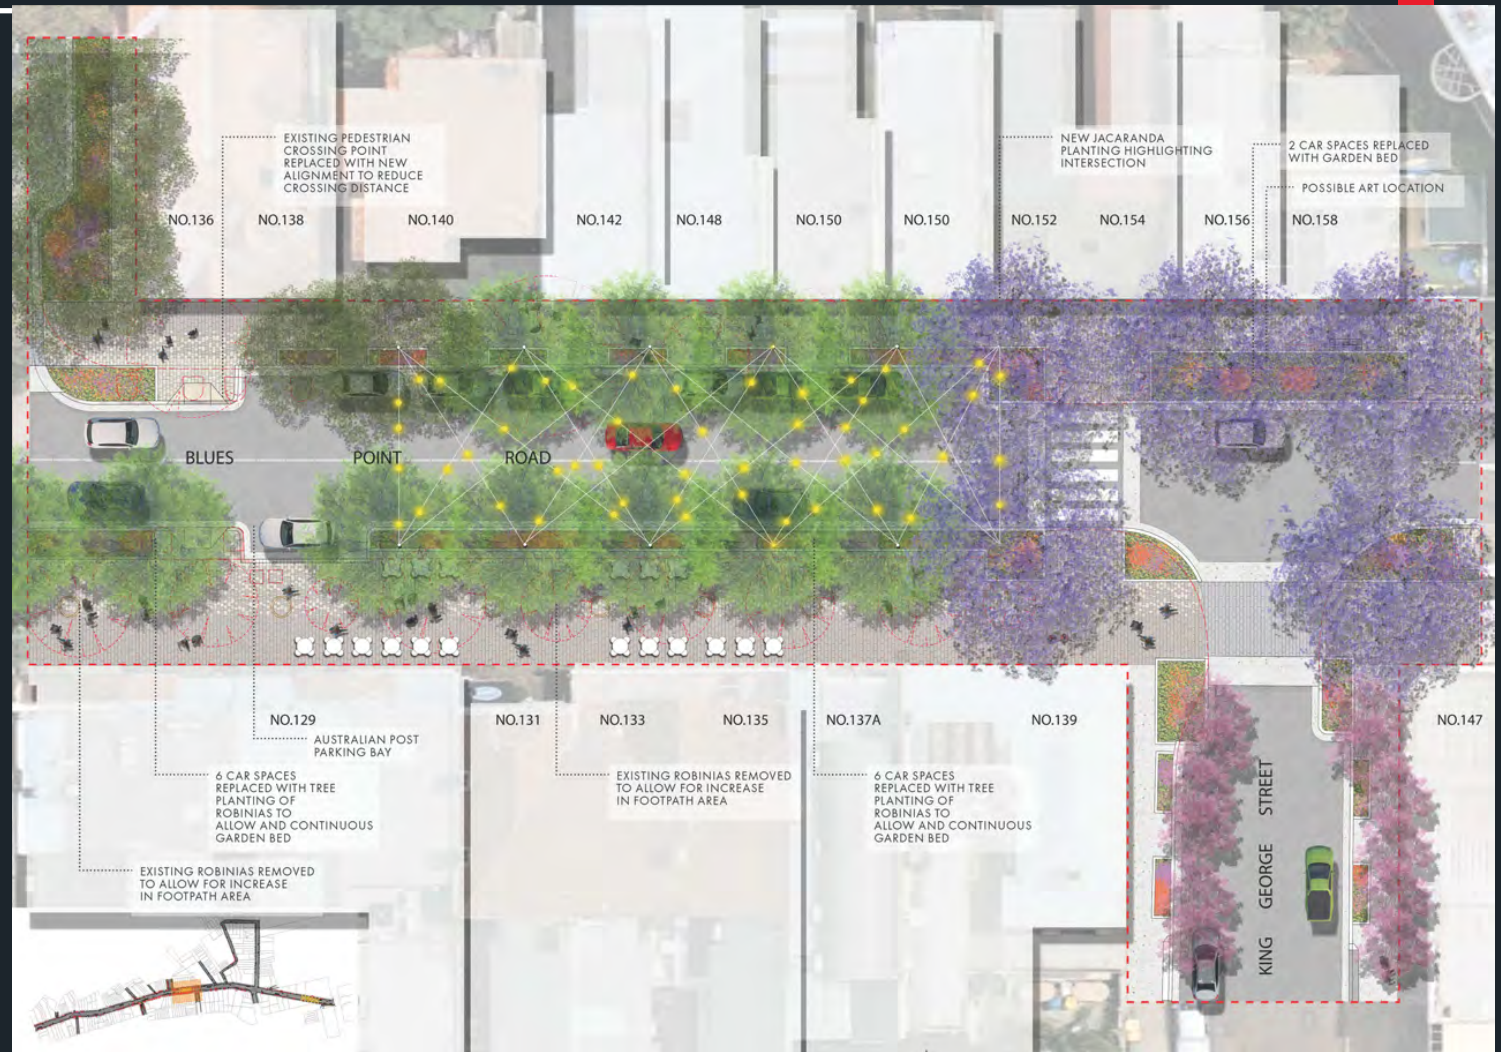 EXISTING PEDESTRIAN
CROSSING POINT
REPLACED WITH NEW
ALIGNMENT TO REDUCE
CROSSING DISTANCE
NEW JACARANDA
PLANTING HIGHLIGHTING
INTERSECTION
2 CAR SPACES REPLACED
WITH GARDEN BED
POSSIBLE ART LOCATION
NO.136
NO.138
NO.140
NO.142
NO.148
NO.150
NO.150
NO.152
NO.154
NO.156
NO.158
BLUES POINT ROAD
NO.129
NO.131
NO.133
NO.135
NO.137A
NO.139
NO.147
AUSTRALIAN POST
PARKING BAY
6 CAR SPACES
REPLACED WITH TREE
PLANTING OF
ROBINIAS TO
ALLOW AND CONTINUOUS
GARDEN BED
EXISTING ROBINIAS REMOVED
TO ALLOW FOR INCREASE
IN FOOTPATH AREA
6 CAR SPACES
REPLACED WITH TREE
PLANTING OF
ROBINIAS TO
ALLOW AND CONTINUOUS
GARDEN BED
EXISTING ROBINIAS REMOVED
TO ALLOW FOR INCREASE
IN FOOTPATH AREA
KING GEORGE STREET